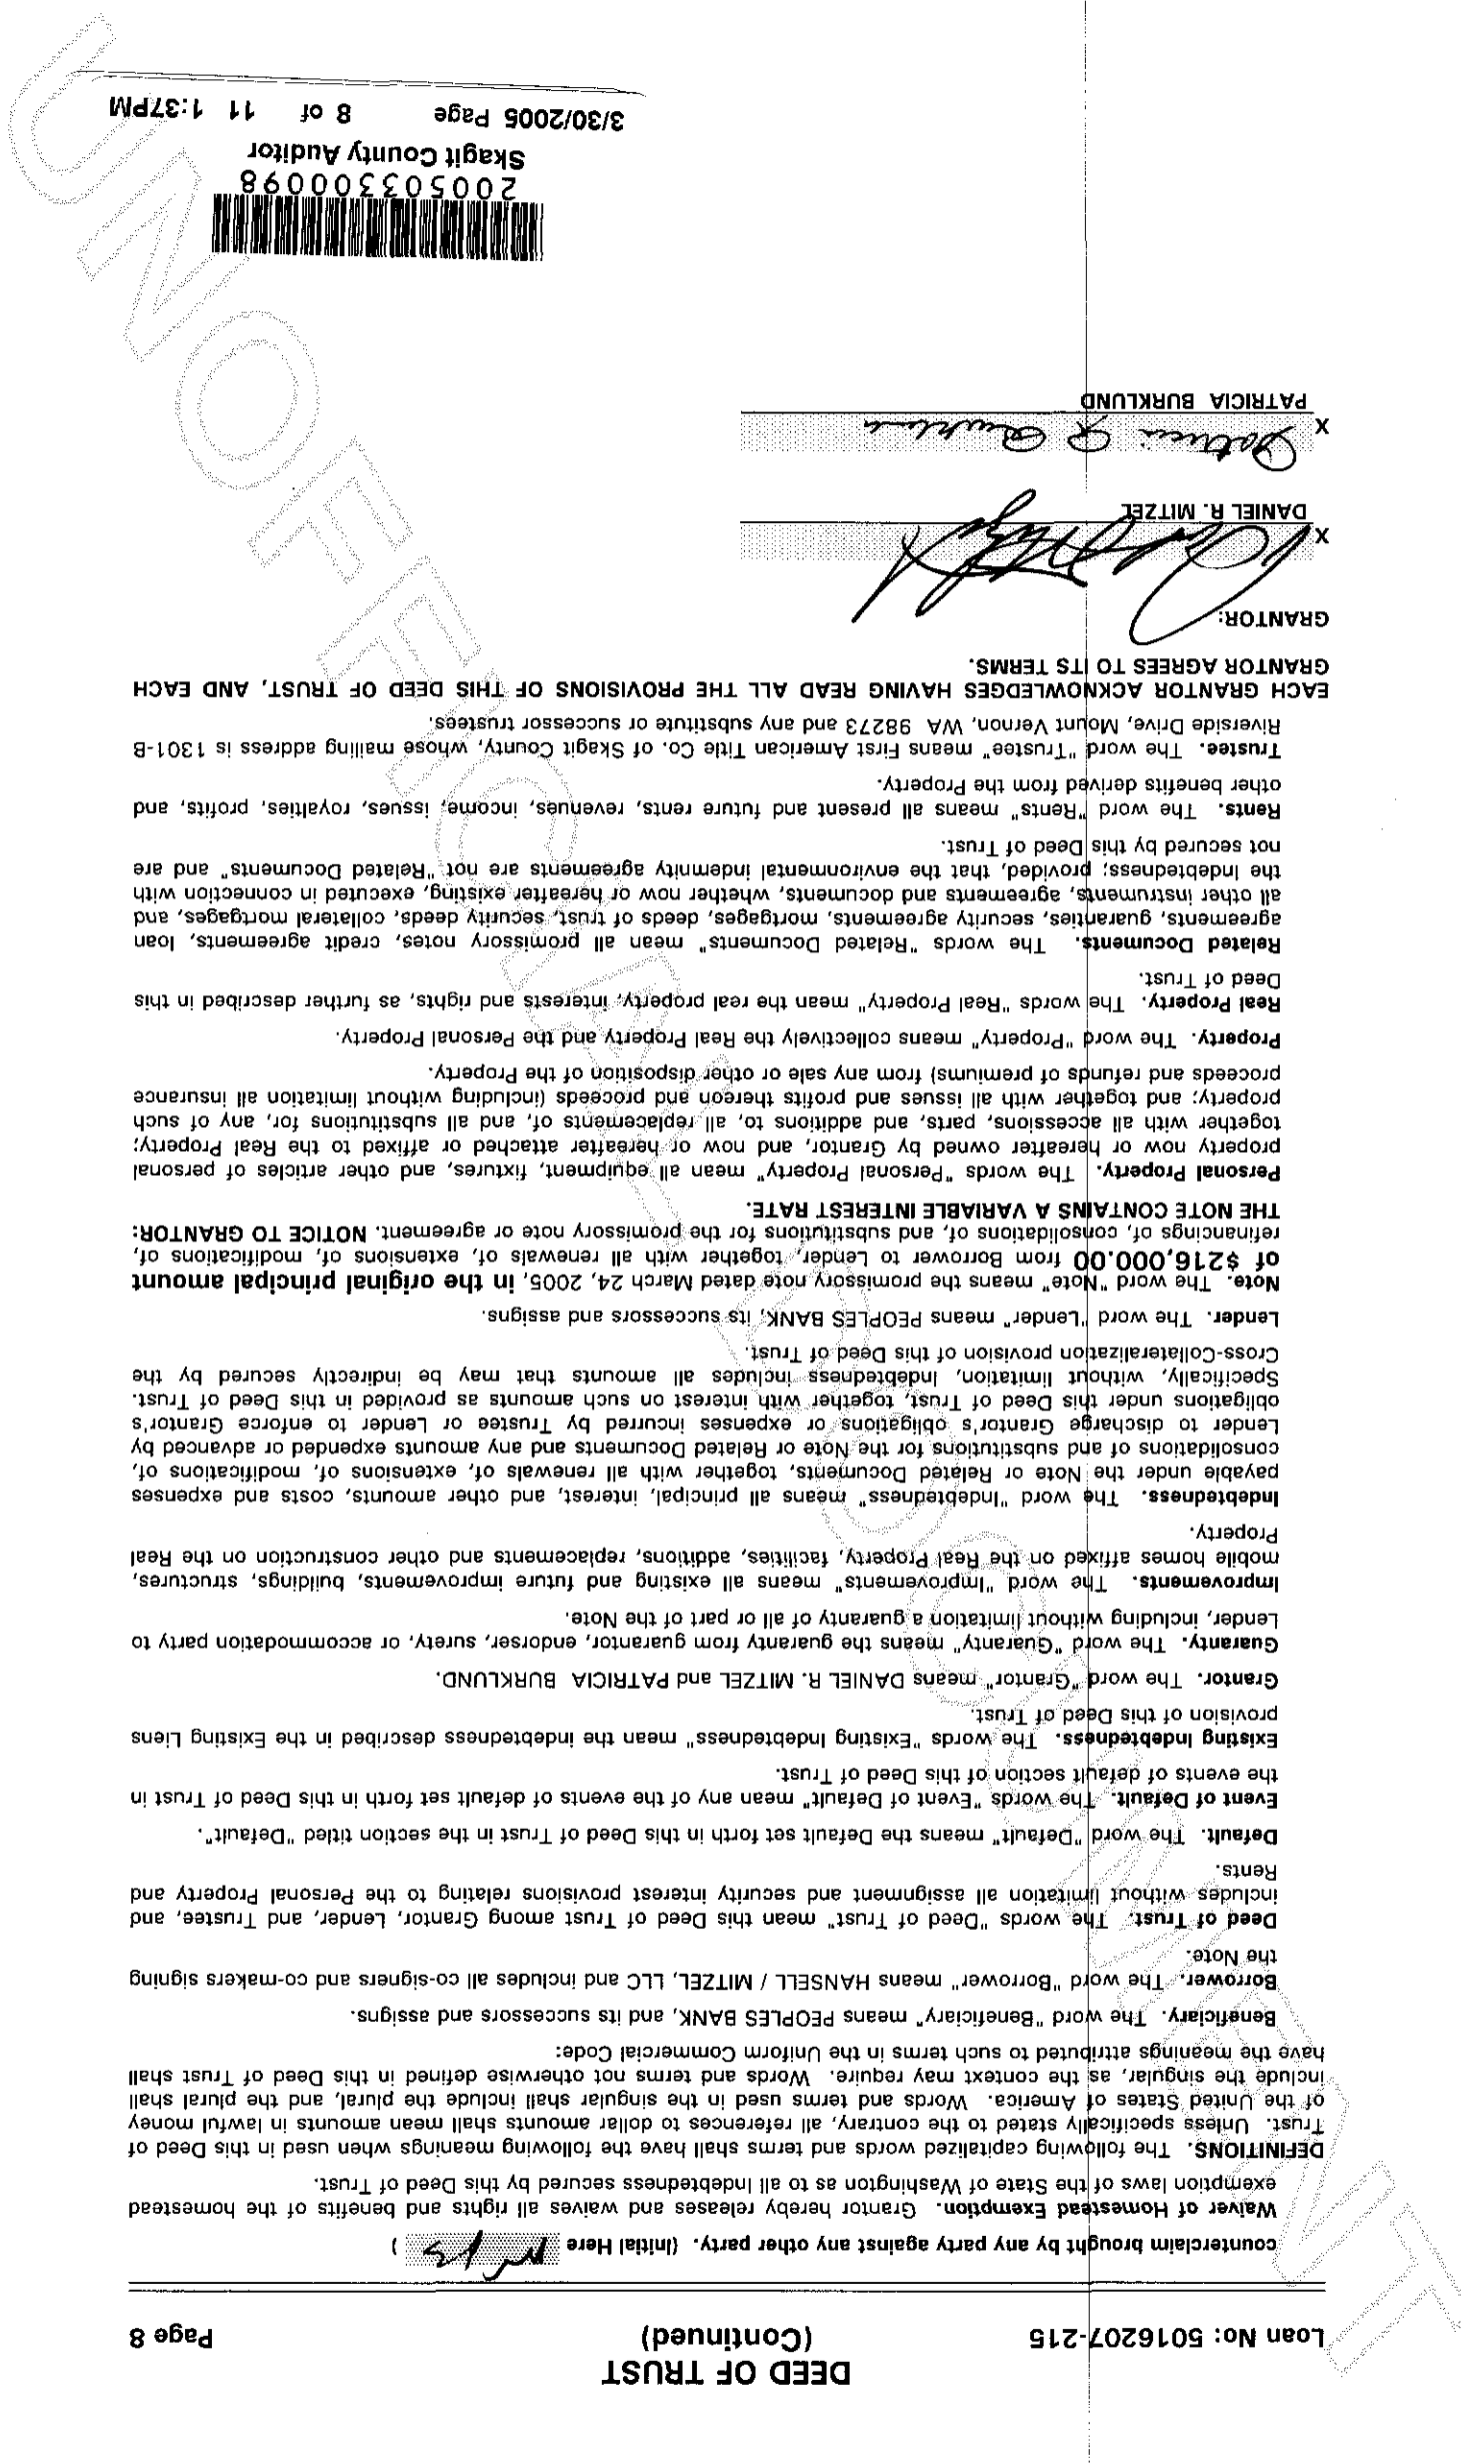 DEED OF TRUST
Loan No: 5016207-215 (Continued) Page 8
counterclaim brought by any party against any other party. (Initial Here )
Waiver of Homestead Exemption. Grantor hereby releases and waives all rights and benefits of the homestead
exemption laws of the State of Washington as to all Indebtedness secured by this Deed of Trust.
DEFINITIONS. The following capitalized words and terms shall have the following meanings when used in this Deed of
Trust. Unless specifically stated to the contrary, all references to dollar amounts shall mean amounts in lawful money
of the United States of America. Words and terms used in the singular shall include the plural, and the plural shall
include the singular, as the context may require. Words and terms not otherwise defined in this Deed of Trust shall
have the meanings attributed to such terms in the Uniform Commercial Code:
Beneficiary. The word "Beneficiary" means PEOPLES BANK, and its successors and assigns.
Borrower. The word "Borrower" means HANSELL / MITZEL, LLC and includes all co-signers and co-makers signing
the Note.
Deed of Trust. The words "Deed of Trust" mean this Deed of Trust among Grantor, Lender, and Trustee, and
includes without limitation all assignment and security interest provisions relating to the Personal Property and
Rents.
Default. The word "Default" means the Default set forth in this Deed of Trust in the section titled "Default".
Event of Default. The words "Event of Default" mean any of the events of default set forth in this Deed of Trust in
the events of default section of this Deed of Trust.
Existing Indebtedness. The words "Existing Indebtedness" mean the indebtedness described in the Existing Liens
provision of this Deed of Trust.
Grantor. The word "Grantor" means DANIEL R. MITZEL and PATRICIA BURKLUND.
Guaranty. The word "Guaranty" means the guaranty from guarantor, endorser, surety, or accommodation party to
Lender, including without limitation a guaranty of all or part of the Note.
Improvements. The word "Improvements" means all existing and future improvements, buildings, structures,
mobile homes affixed on the Real Property, facilities, additions, replacements and other construction on the Real
Property.
Indebtedness. The word "Indebtedness" means all principal, interest, and other amounts, costs and expenses
payable under the Note or Related Documents, together with all renewals of, extensions of, modifications of,
consolidations of and substitutions for the Note or Related Documents and any amounts expended or advanced by
Lender to discharge Grantor's obligations or expenses incurred by Trustee or Lender to enforce Grantor's
obligations under this Deed of Trust, together with interest on such amounts as provided in this Deed of Trust.
Specifically, without limitation, Indebtedness includes all amounts that may be indirectly secured by the
Cross-Collateralization provision of this Deed of Trust.
Lender. The word "Lender" means PEOPLES BANK, its successors and assigns.
Note. The word "Note" means the promissory note dated March 24, 2005, in the original principal amount
of $216,000.00 from Borrower to Lender, together with all renewals of, extensions of, modifications of,
refinancings of, consolidations of, and substitutions for the promissory note or agreement. NOTICE TO GRANTOR:
THE NOTE CONTAINS A VARIABLE INTEREST RATE.
Personal Property. The words "Personal Property" mean all equipment, fixtures, and other articles of personal
property now or hereafter owned by Grantor, and now or hereafter attached or affixed to the Real Property;
together with all accessions, parts, and additions to, all replacements of, and all substitutions for, any of such
property; and together with all issues and profits thereon and proceeds (including without limitation all insurance
proceeds and refunds of premiums) from any sale or other disposition of the Property.
Property. The word "Property" means collectively the Real Property and the Personal Property.
Real Property. The words "Real Property" mean the real property, interests and rights, as further described in this
Deed of Trust.
Related Documents. The words "Related Documents" mean all promissory notes, credit agreements, loan
agreements, guaranties, security agreements, mortgages, deeds of trust, security deeds, collateral mortgages, and
all other instruments, agreements and documents, whether now or hereafter existing, executed in connection with
the Indebtedness; provided, that the environmental indemnity agreements are not "Related Documents" and are
not secured by this Deed of Trust.
Rents. The word "Rents" means all present and future rents, revenues, income, issues, royalties, profits, and
other benefits derived from the Property.
Trustee. The word "Trustee" means First American Title Co. of Skagit County, whose mailing address is 1301-B
Riverside Drive, Mount Vernon, WA 98273 and any substitute or successor trustees.
EACH GRANTOR ACKNOWLEDGES HAVING READ ALL THE PROVISIONS OF THIS DEED OF TRUST, AND EACH
GRANTOR AGREES TO ITS TERMS.
GRANTOR:
X
DANIEL R. MITZEL
X
PATRICIA BURKLUND
200503300098
Skagit County Auditor
3/30/2005 Page 8 of 11 1:37PM
UNOFFICIAL DOCUMENT